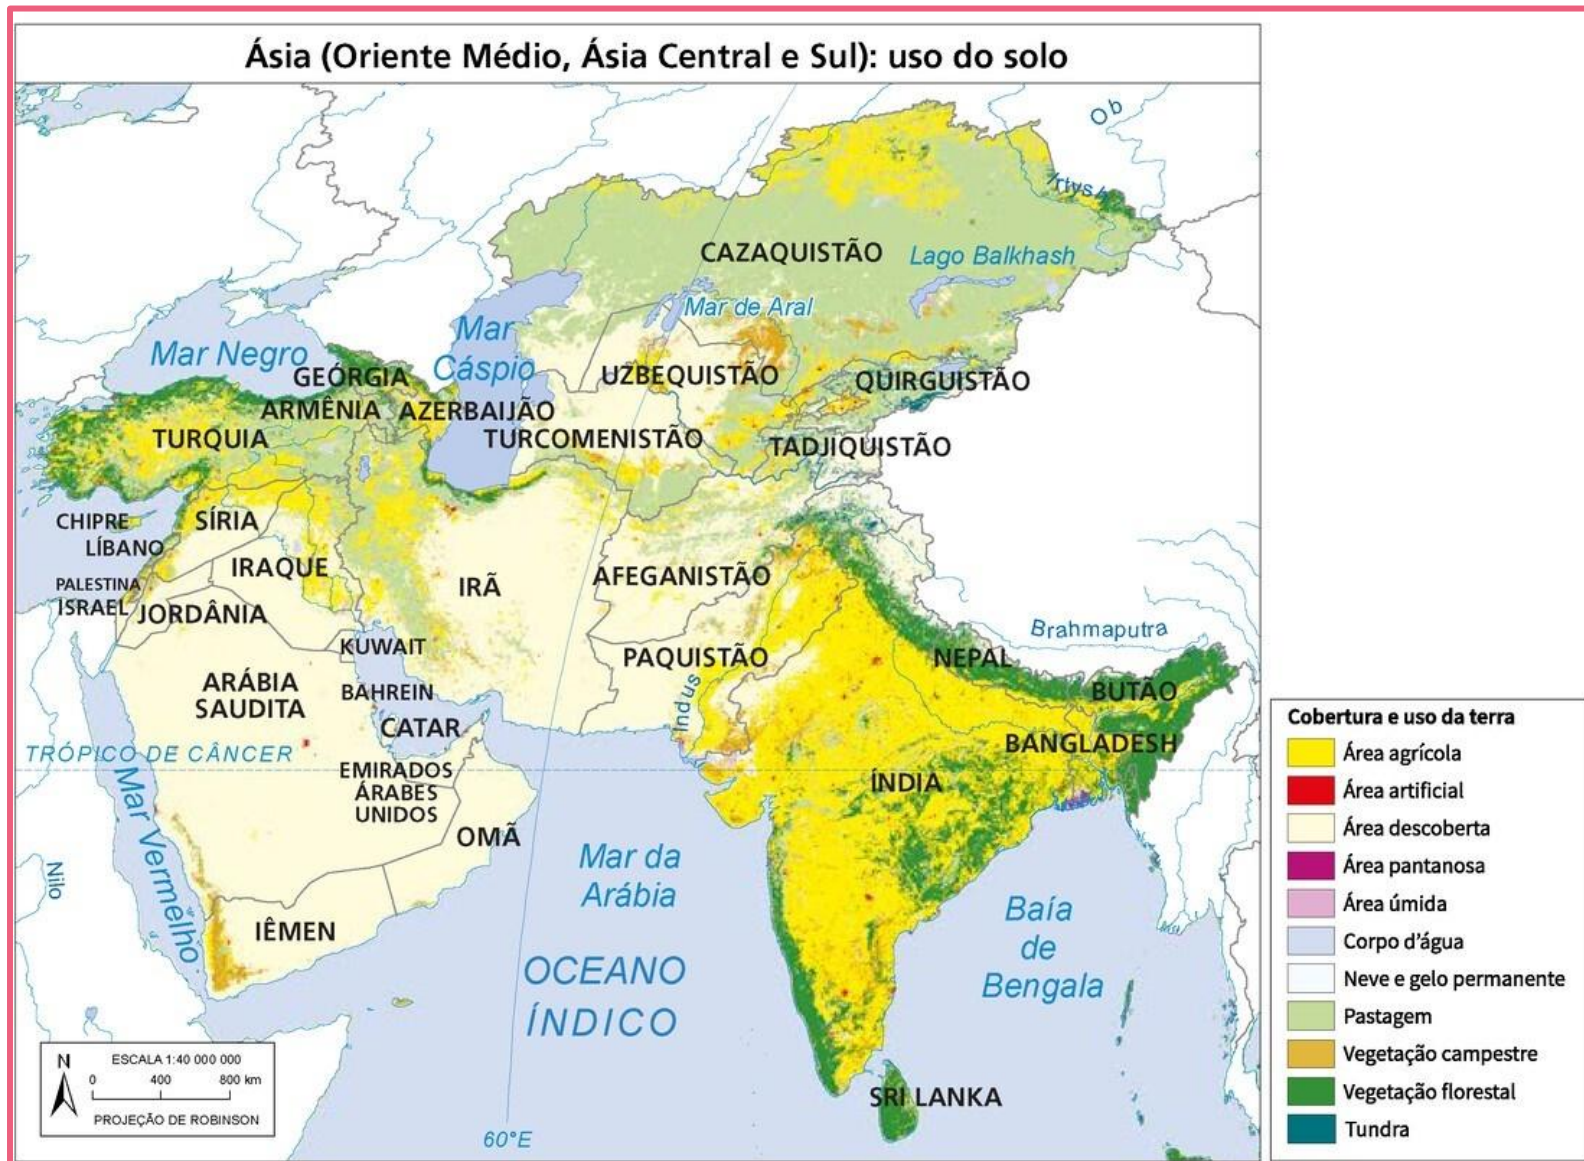 Ásia (Oriente Médio, Ásia Central e Sul): uso do solo
Ob
Irtysh
CAZAQUISTÃO
Lago Balkhash
Mar de Aral
Mar Negro
Mar
Cáspio
GEÓRGIA
ARMÊNIA
AZERBAIJÃO
TURQUIA
UZBEQUISTÃO
QUIRGUISTÃO
TURCOMENISTÃO
TADJIQUISTÃO
CHIPRE
LÍBANO
SÍRIA
PALESTINA
ISRAEL
IRAQUE
JORDÂNIA
IRÃ
AFEGANISTÃO
KUWAIT
PAQUISTÃO
NEPAL
Brahmaputra
BUTÃO
ARÁBIA
SAUDITA
BAHREIN
CATAR
Indus
BANGLADESH
TRÓPICO DE CÂNCER
EMIRADOS
ÁRABES
UNIDOS
OMÃ
ÍNDIA
Mar Vermelho
Nilo
IÊMEN
Mar da
Arábia
OCEANO
ÍNDICO
Baía
de
Bengala
SRI LANKA
60°E
N
ESCALA 1:40 000 000
0 400 800 km
PROJEÇÃO DE ROBINSON
Cobertura e uso da terra
Área agrícola
Área artificial
Área descoberta
Área pantanosa
Área úmida
Corpo d'água
Neve e gelo permanente
Pastagem
Vegetação campestre
Vegetação florestal
Tundra